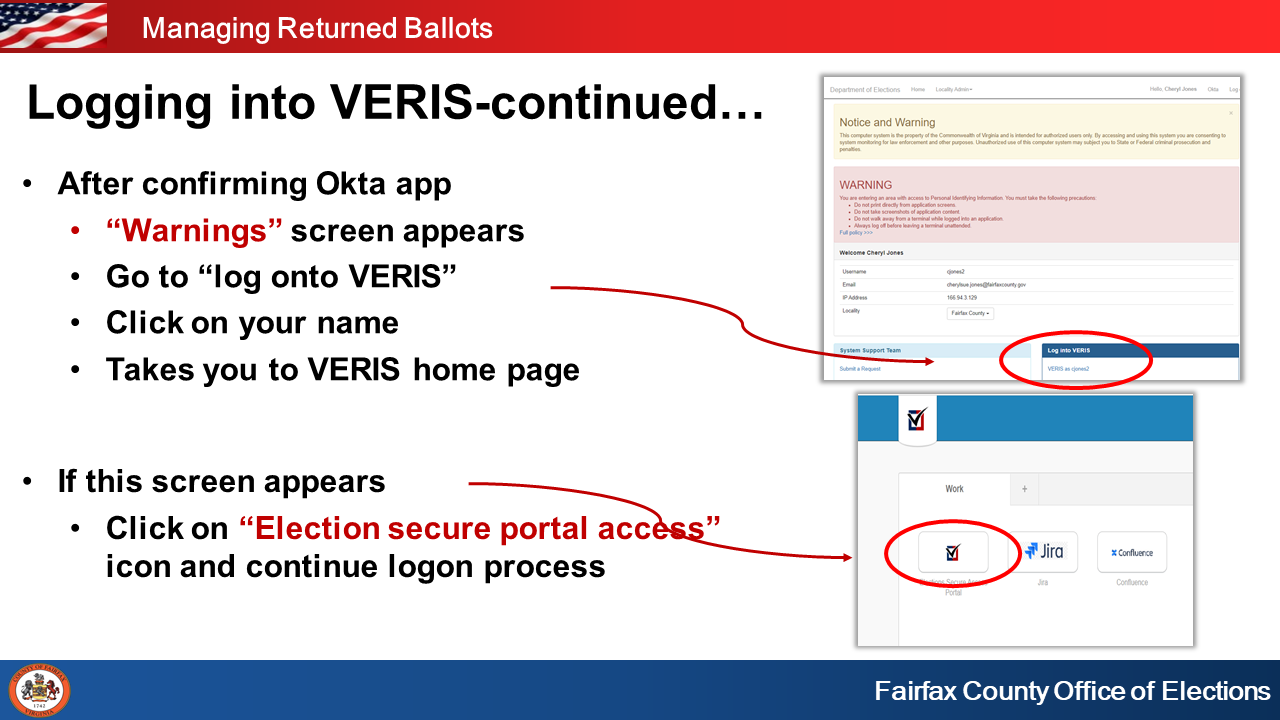 Managing Returned Ballots
Logging into VERIS-continued…
• After confirming Okta app
• “Warnings” screen appears
• Go to “log onto VERIS”
• Click on your name
• Takes you to VERIS home page
• If this screen appears
• Click on “Election secure portal access”
icon and continue logon process
Department of Elections Home Locality Admin Hello, Cheryl Jones Okta Log
Notice and Warning
This computer system is the property of the Commonwealth of Virginia and is intended for authorized users only. By accessing and using this system you are consenting to
system monitoring for law enforcement and other purposes. Unauthorized use of this computer system may subject you to State or Federal criminal prosecution and
penalties.
WARNING
You are entering an area with access to Personal Identifying Information. You must take the following precautions:
• Do not print directly from application screens
• Do not take screenshots of application content
• Do not walk away from a terminal while logged into an application.
• Always log off before leaving a terminal unattended.
Full policy >>>
Welcome Cheryl Jones
Username cjones2
Email cherylsue.jones@fairfaxcounty.gov
IP Address 166.94.3.129
Locality Fairfax County
System Support Team Log into VERIS
Submit a Request VERIS as cjones2
Work +
Jira Confluence
Secure
Portal Jira Confluence
COUNTY OF FAIRFAX
1742
VIRGINIA
Fairfax County Office of Elections